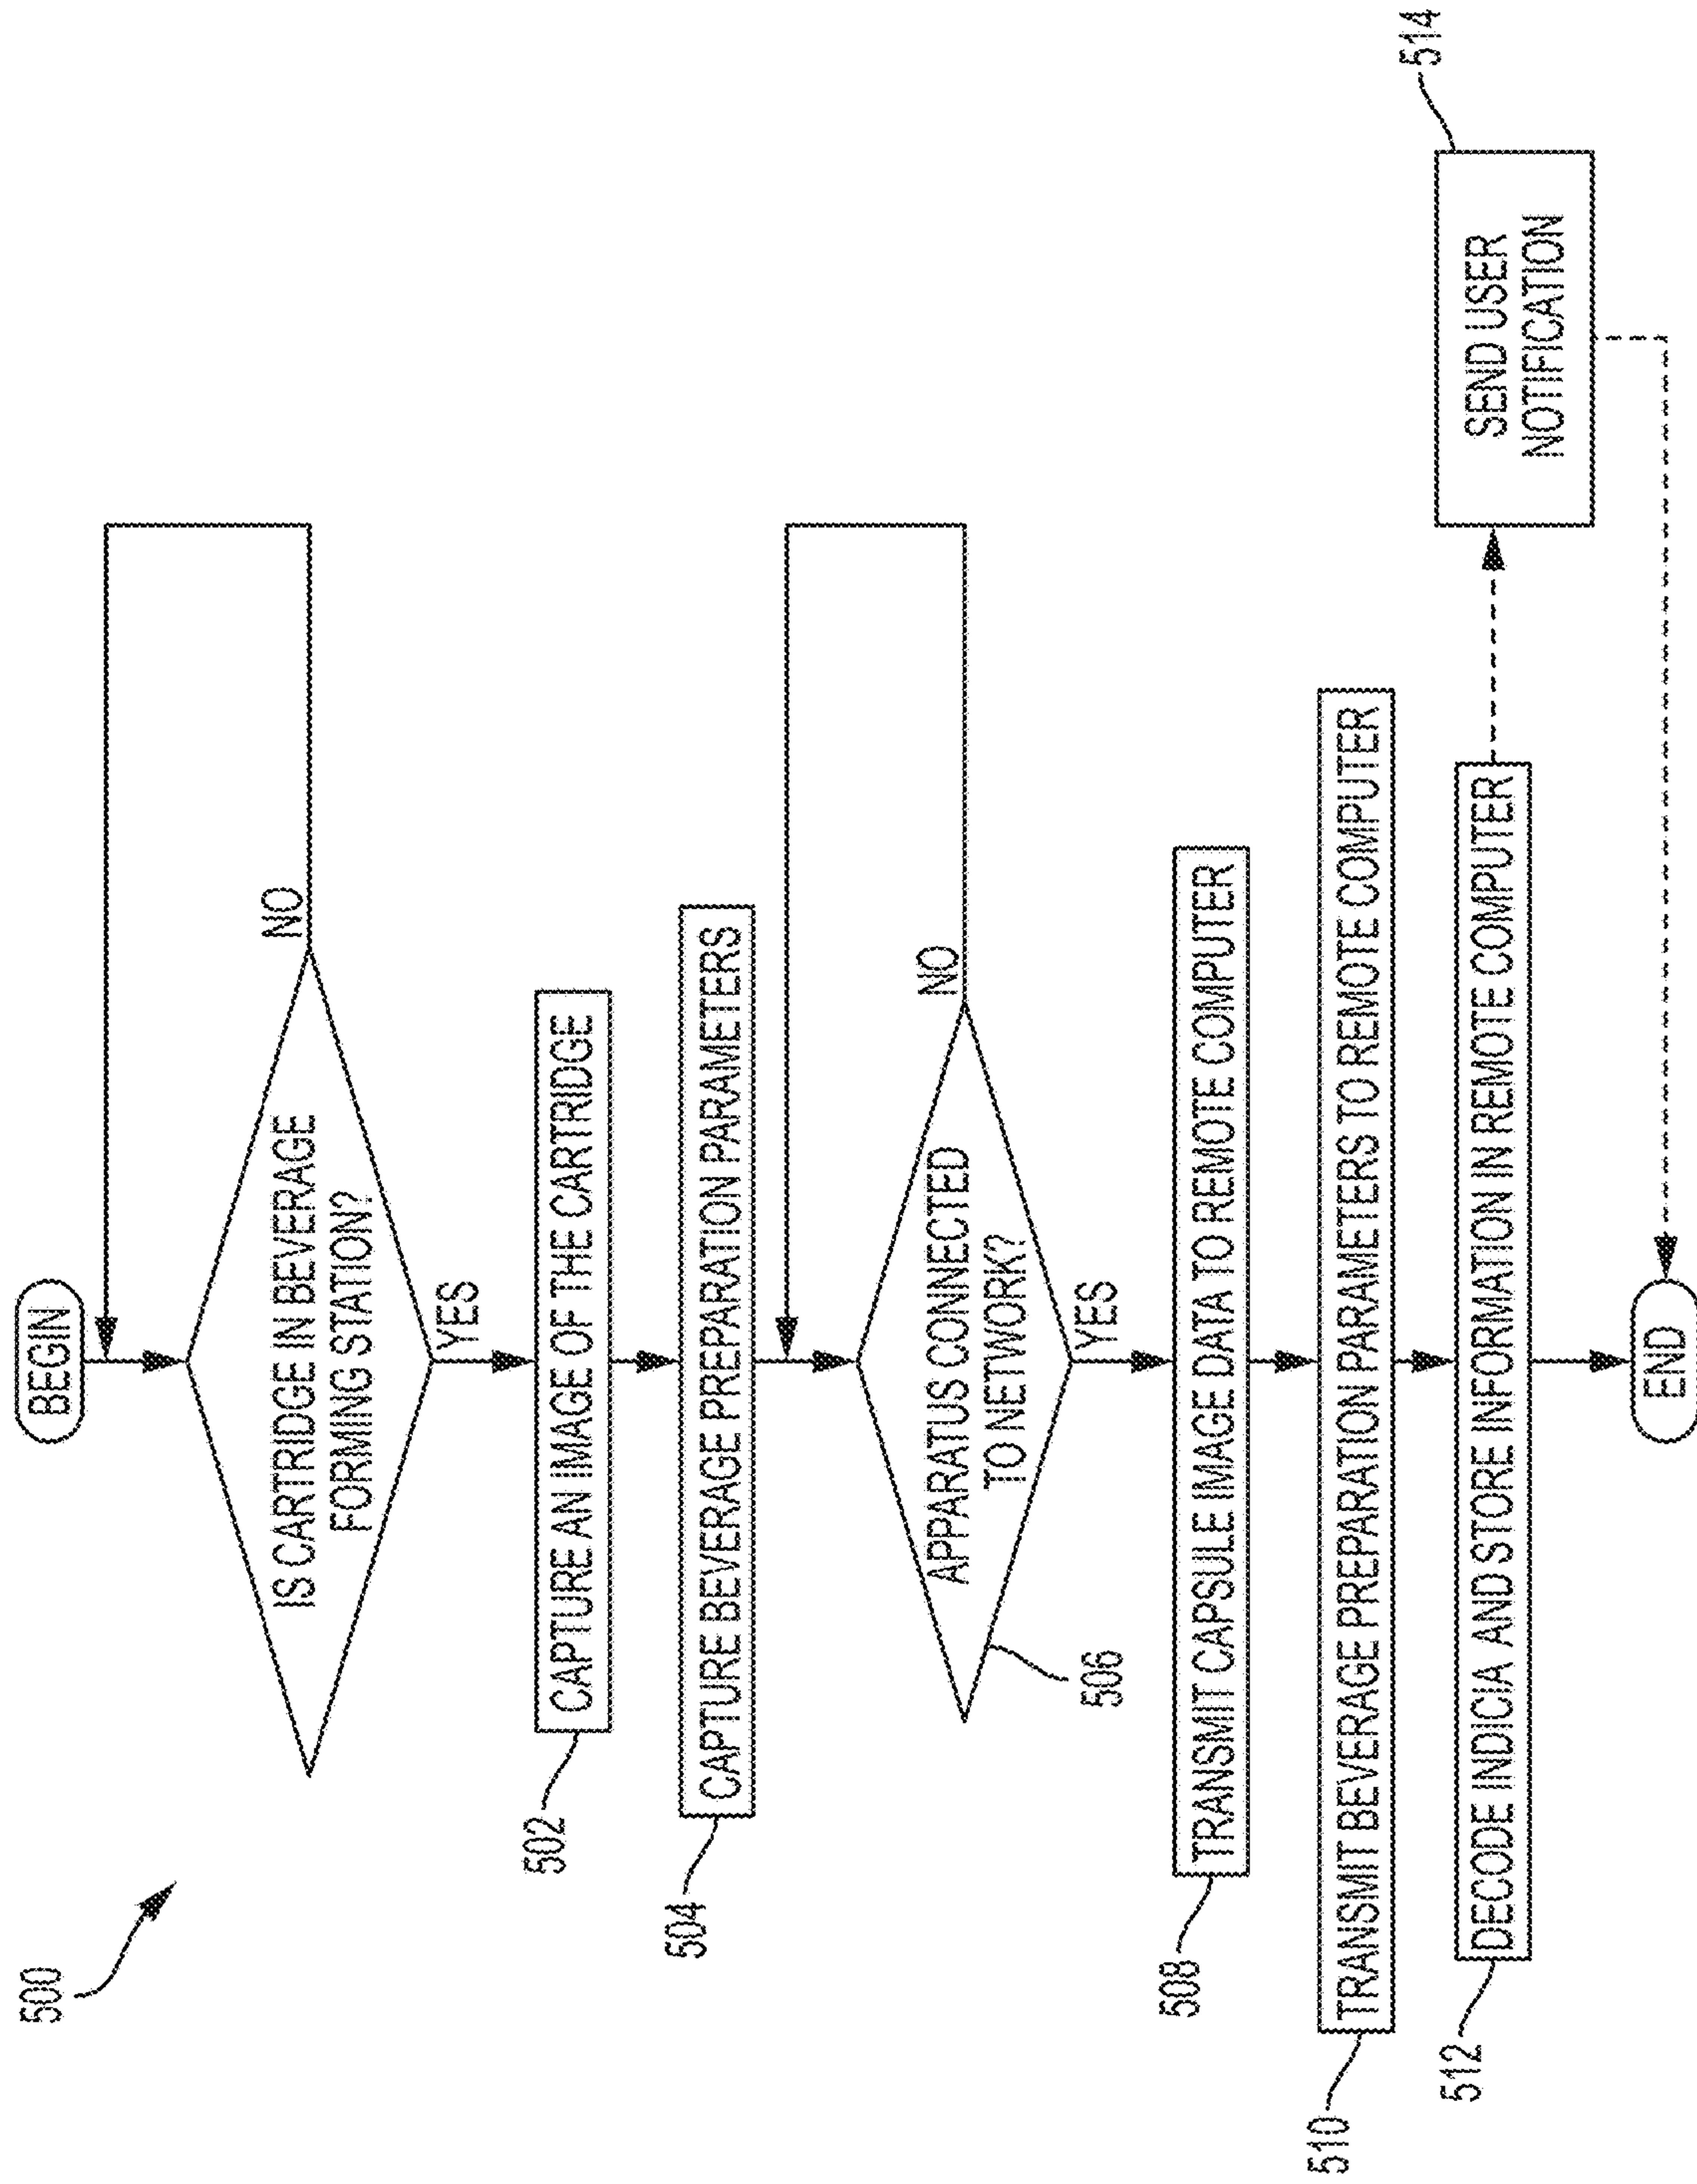 500
BEGIN
IS CARTRIDGE IN BEVERAGE
FORMING STATION?
NO
YES
502
CAPTURE AN IMAGE OF THE CARTRIDGE
504
CAPTURE BEVERAGE PREPARATION PARAMETERS
APPARATUS CONNECTED
TO NETWORK?
NO
506
YES
508
TRANSMIT CAPSULE IMAGE DATA TO REMOTE COMPUTER
510
TRANSMIT BEVERAGE PREPARATION PARAMETERS TO REMOTE COMPUTER
512
DECODE INDICIA AND STORE INFORMATION IN REMOTE COMPUTER
514
SEND USER
NOTIFICATION
END